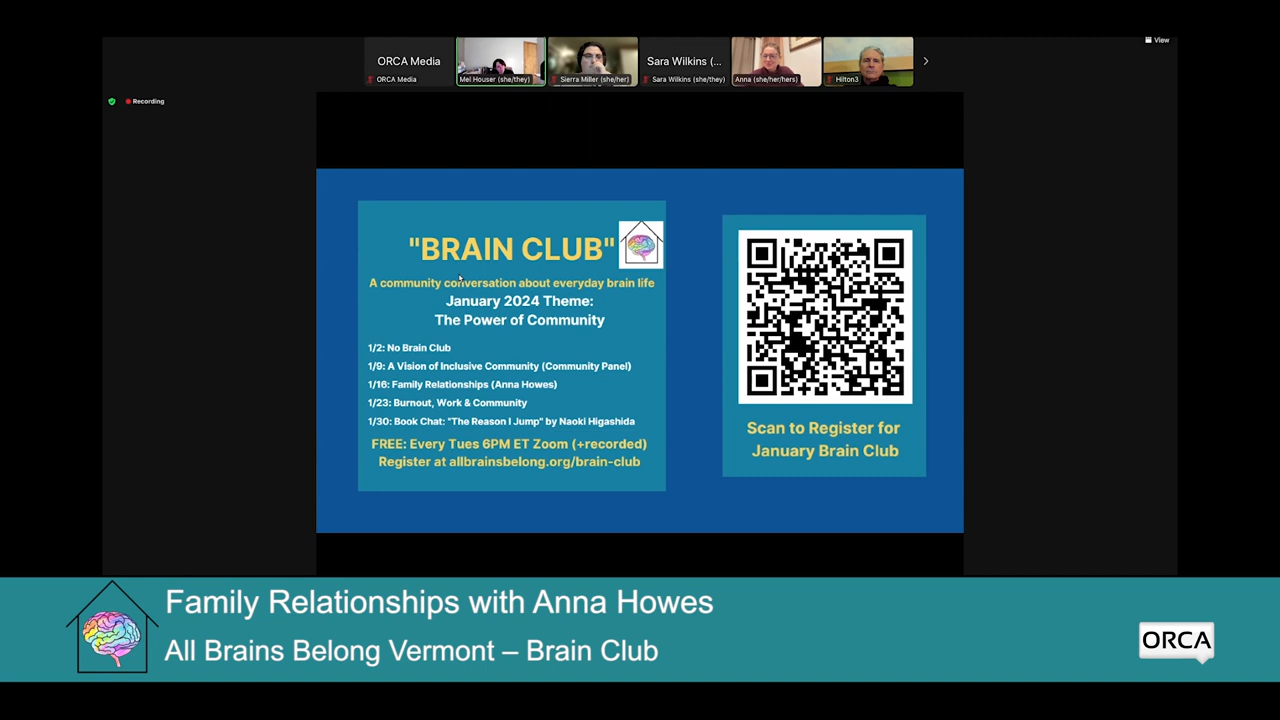 View
ORCA Media
Sara Wilkins (...
ORCA Media
Mel Houser (she/they)
Sierra Miller (she/her)
Sara Wilkins (she/they)
Anna (she/her/hers)
Hilton3
Recording
"BRAIN CLUB"
A community conversation about everyday brain life
January 2024 Theme:
The Power of Community
1/2: No Brain Club
1/9: A Vision of Inclusive Community (Community Panel)
1/16: Family Relationships (Anna Howes)
1/23: Burnout, Work & Community
1/30: Book Chat: "The Reason I Jump" by Naoki Higashida
FREE: Every Tues 6PM ET Zoom (+recorded)
Register at allbrainsbelong.org/brain-club
Scan to Register for
January Brain Club
Family Relationships with Anna Howes
All Brains Belong Vermont – Brain Club
ORCA